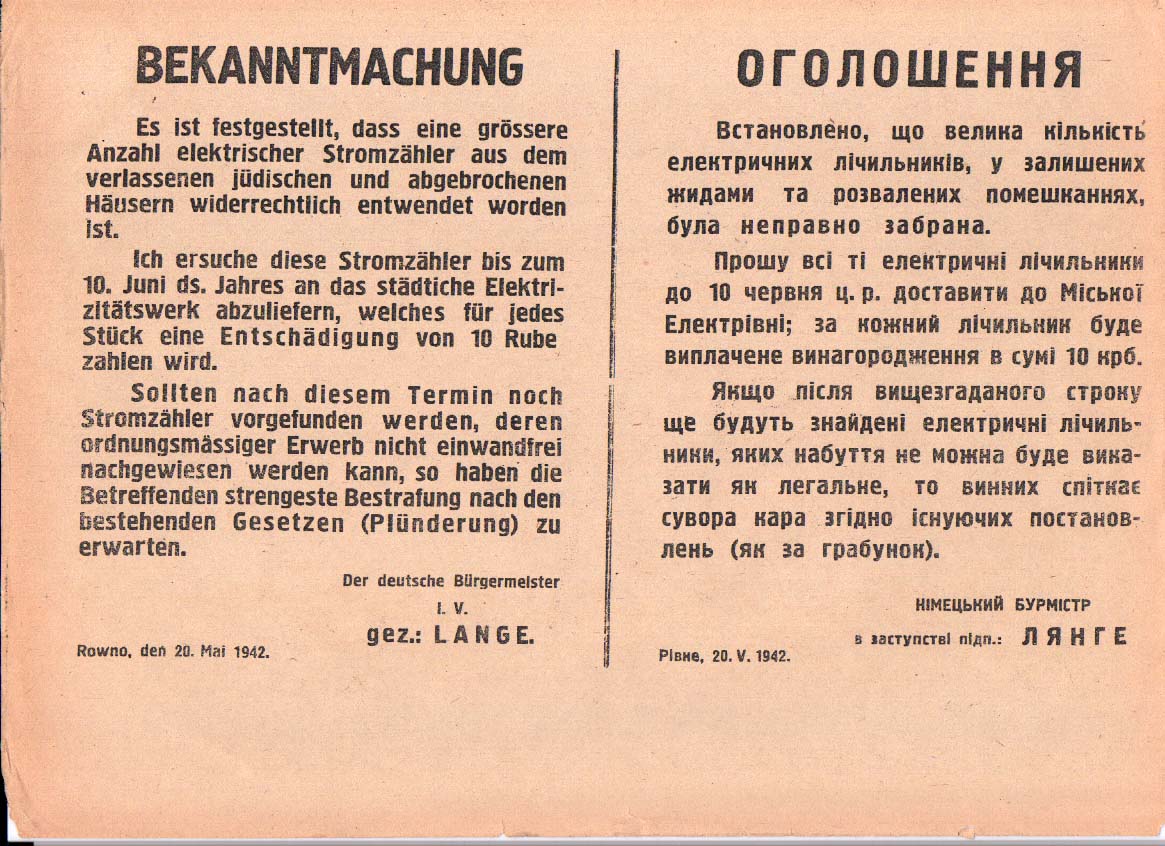 BEKANNTMACHUNG
Es ist festgestellt, dass eine grössere
Anzahl elektrischer Stromzähler aus dem
verlassenen jüdischen und abgebrochenen
Häusern widerrechtlich entwendet worden
ist.
Ich ersuche diese Stromzähler bis zum
10. Juni ds. Jahres an das städtiche Elektri-
zitätswerk abzuliefern, welches für jedes
Stück eine Entschädigung von 10 Rube
zahlen wird.
Sollten nach diesem Termin noch
Stromzähler vorgefunden werden, deren
ordnungsmässiger Erwerb nicht einwandfrei
nachgewiesen werden kann, so haben die
Betreffenden strengeste Bestrafung nach den
bestehenden Gesetzen (Plünderung) zu
erwarten.
Der deutsche Bürgermeister
I. V.
gez.: LANGE.
Rowno, den 20. Mai 1942.
ОГОЛОШЕННЯ
Встановлено, що велика кількість
електричних лічильників, у залишених
жидами та розвалених помешканнях,
була неправно забрана.
Прошу всі ті електричні лічильники
до 10 червня ц. р. доставити до Міської
Електрівні; за кожний лічильник буде
виплачене винагородження в сумі 10 крб.
Якщо після вищезгаданого строку
ще будуть знайдені електричні лічиль-
ники, яких набуття не можна буде вика-
зати як легальне, то винних спіткає
сувора кара згідно існуючих постанов-
лень (як за грабунок).
НІМЕЦЬКИЙ БУРМІСТР
в заступстві підп.: ЛЯНГЕ
Рівне, 20. V. 1942.